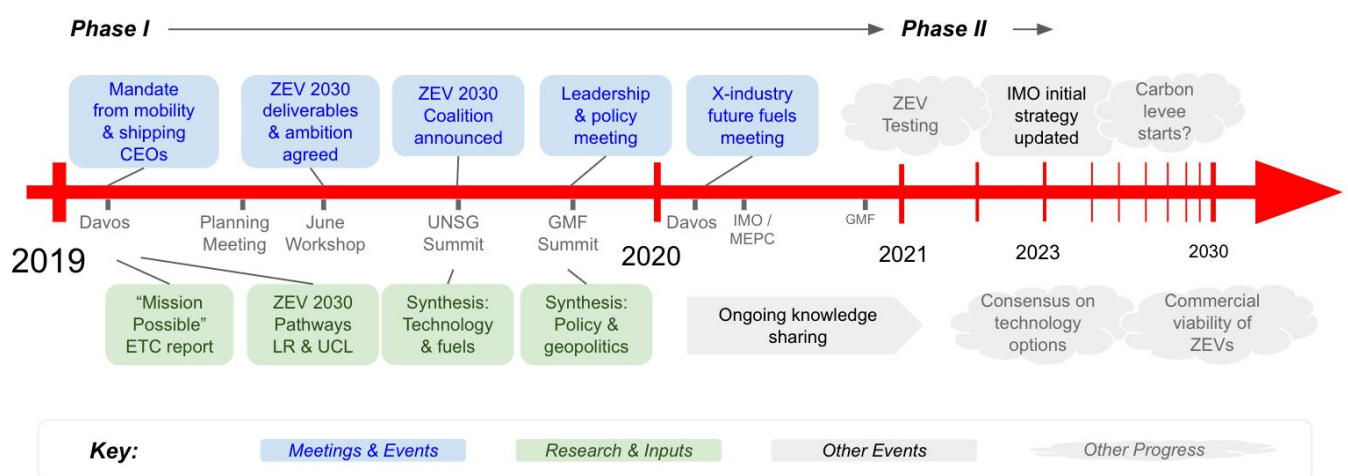 Phase I
Phase II
Mandate
from mobility
& shipping
CEOs
ZEV 2030
deliverables
& ambition
agreed
ZEV 2030
Coalition
announced
Leadership
& policy
meeting
X-industry
future fuels
meeting
ZEV
Testing
IMO initial
strategy
updated
Carbon
levee
starts?
Davos
Planning
Meeting
June
Workshop
UNSG
Summit
GMF
Summit
Davos
IMO /
MEPC
GMF
2019
2020
2021
2023
2030
“Mission
Possible”
ETC report
ZEV 2030
Pathways
LR & UCL
Synthesis:
Technology
& fuels
Synthesis:
Policy &
geopolitics
Ongoing knowledge
sharing
Consensus on
technology
options
Commercial
viability of
ZEVs
Key:
Meetings & Events
Research & Inputs
Other Events
Other Progress